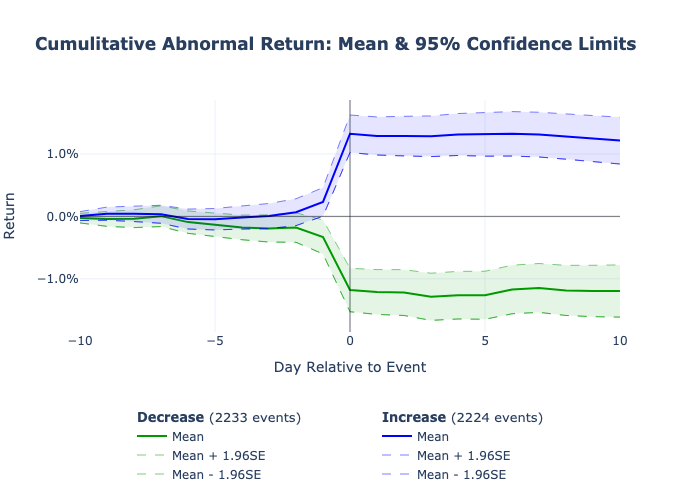 Cumulitative Abnormal Return: Mean & 95% Confidence Limits
Return
1.0%
0.0%
−1.0%
−10
−5
0
5
10
Day Relative to Event
Decrease (2233 events)
Mean
Mean + 1.96SE
Mean - 1.96SE
Increase (2224 events)
Mean
Mean + 1.96SE
Mean - 1.96SE